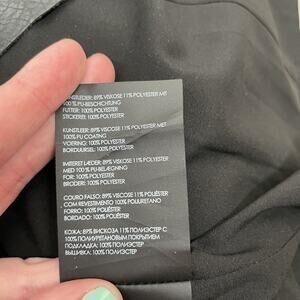 KUNSTLEDER: 89% VISKOSE 11% POLYESTER MIT
100% PU-BESCHICHTUNG
FUTTER: 100% POLYESTER
STICKEREI: 100% POLYESTER
KUNSTLEER: 89% VISCOSE 11% POLYESTER MET
100% PU COATING
VOERING: 100% POLYESTER
BORDUURSEL: 100% POLYESTER
IMITERET LÆDER: 89% VISCOSE 11% POLYESTER
MED 100% PU-BELÆGNING
FOR: 100% POLYESTER
BRODERI: 100% POLYESTER
COURO FALSO: 89% VISCOSE 11% POLIÉSTER
COM REVESTIMENTO 100% POLIURETANO
FORRO: 100% POLIÉSTER
BORDADO: 100% POLIÉSTER
КОЖА: 89% ВИСКОЗА 11% ПОЛИЭСТЕР С
100% ПОЛИУРЕТАНОВЫМ ПОКРЫТИЕМ
ПОДКЛАДКА: 100% ПОЛИЭСТЕР
ВЫШИВКА: 100% ПОЛИЭСТЕР